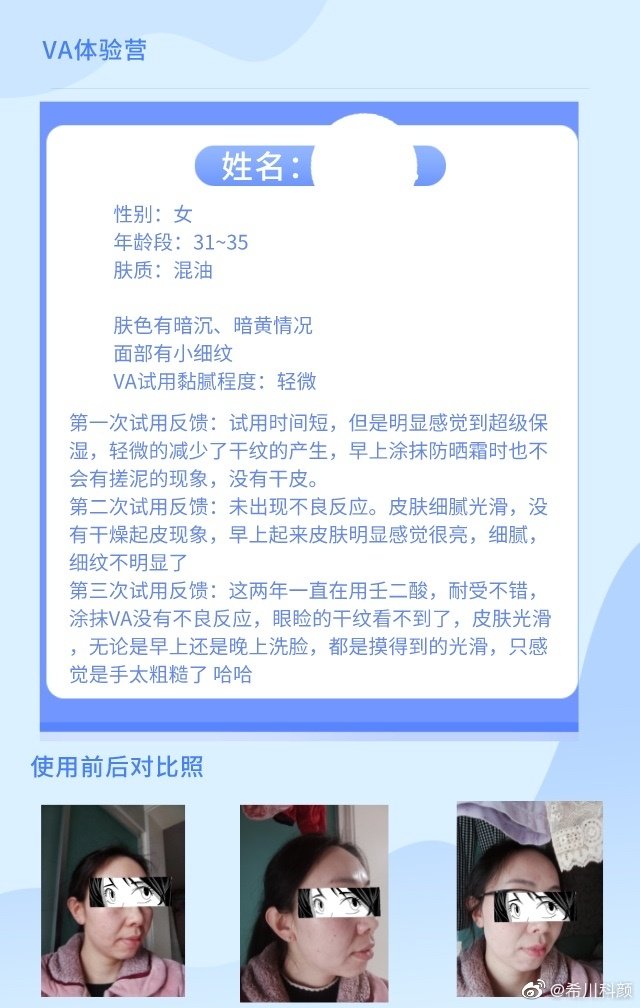 VA体验营
姓名：
性别：女
年龄段：31~35
肤质：混油
肤色有暗沉、暗黄情况
面部有小细纹
VA试用黏腻程度：轻微
第一次试用反馈：试用时间短，但是明显感觉到超级保
湿，轻微的减少了干纹的产生，早上涂抹防晒霜时也不
会有搓泥的现象，没有干皮。
第二次试用反馈：未出现不良反应。皮肤细腻光滑，没
有干燥起皮现象，早上起来皮肤明显感觉很亮，细腻，
细纹不明显了
第三次试用反馈：这两年一直在用壬二酸，耐受不错，
涂抹VA没有不良反应，眼睑的干纹看不到了，皮肤光滑
，无论是早上还是晚上洗脸，都是摸得到的光滑，只感
觉是手太粗糙了 哈哈
使用前后对比照
@希川科颜